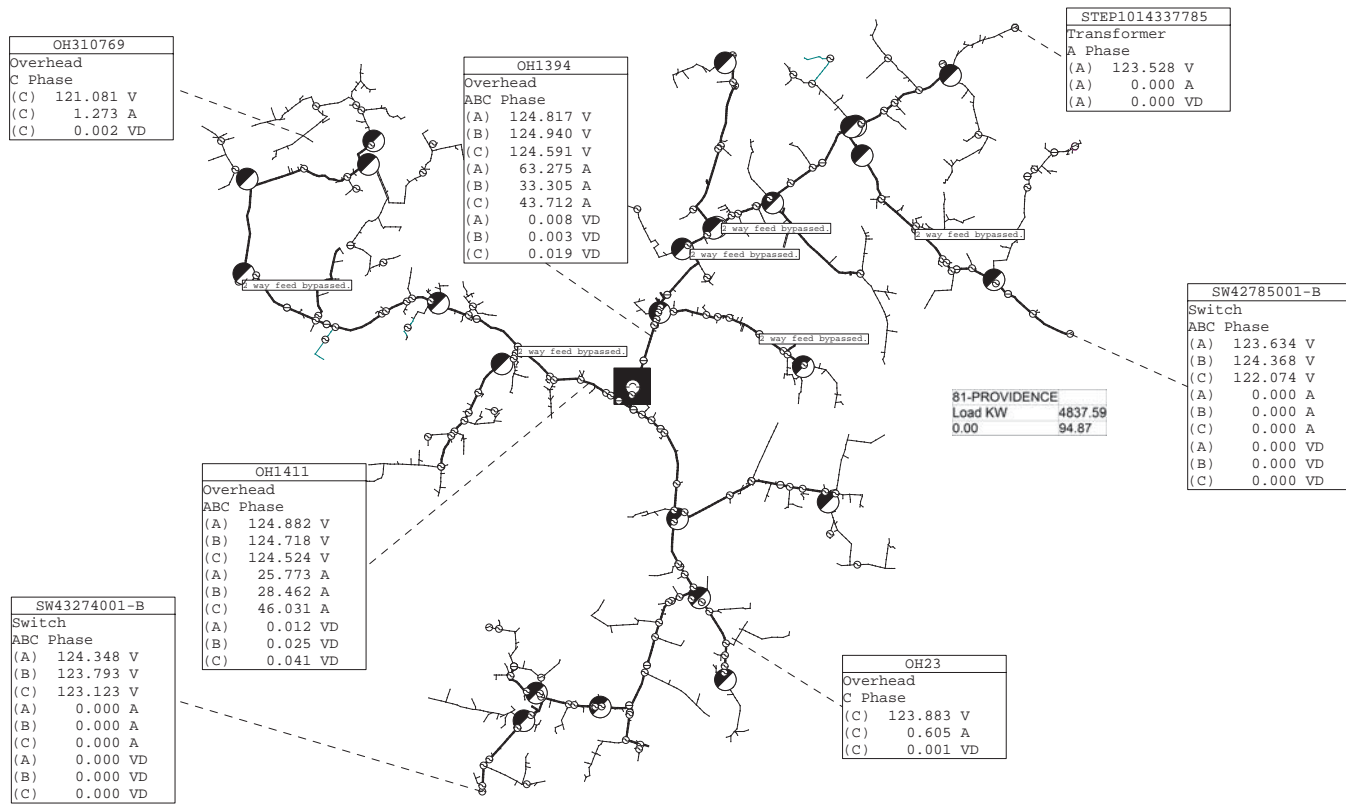 STEP1014337785
Transformer
A Phase
(A) 123.528 V
(A) 0.000 A
(A) 0.000 VD
OH310769
Overhead
C Phase
(C) 121.081 V
(C) 1.273 A
(C) 0.002 VD
OH1394
Overhead
ABC Phase
(A) 124.817 V
(B) 124.940 V
(C) 124.591 V
(A) 63.275 A
(B) 33.305 A
(C) 43.712 A
(A) 0.008 VD
(B) 0.003 VD
(C) 0.019 VD
2 way feed bypassed.
2 way feed bypassed.
2 way feed bypassed.
2 way feed bypassed.
2 way feed bypassed.
2 way feed bypassed.
SW42785001-B
Switch
ABC Phase
(A) 123.634 V
(B) 124.368 V
(C) 122.074 V
(A) 0.000 A
(B) 0.000 A
(C) 0.000 A
(A) 0.000 VD
(B) 0.000 VD
(C) 0.000 VD
81-PROVIDENCE
Load KW 4837.59
0.00 94.87
OH1411
Overhead
ABC Phase
(A) 124.882 V
(B) 124.718 V
(C) 124.524 V
(A) 25.773 A
(B) 28.462 A
(C) 46.031 A
(A) 0.012 VD
(B) 0.025 VD
(C) 0.041 VD
SW43274001-B
Switch
ABC Phase
(A) 124.348 V
(B) 123.793 V
(C) 123.123 V
(A) 0.000 A
(B) 0.000 A
(C) 0.000 A
(A) 0.000 VD
(B) 0.000 VD
(C) 0.000 VD
OH23
Overhead
C Phase
(C) 123.883 V
(C) 0.605 A
(C) 0.001 VD